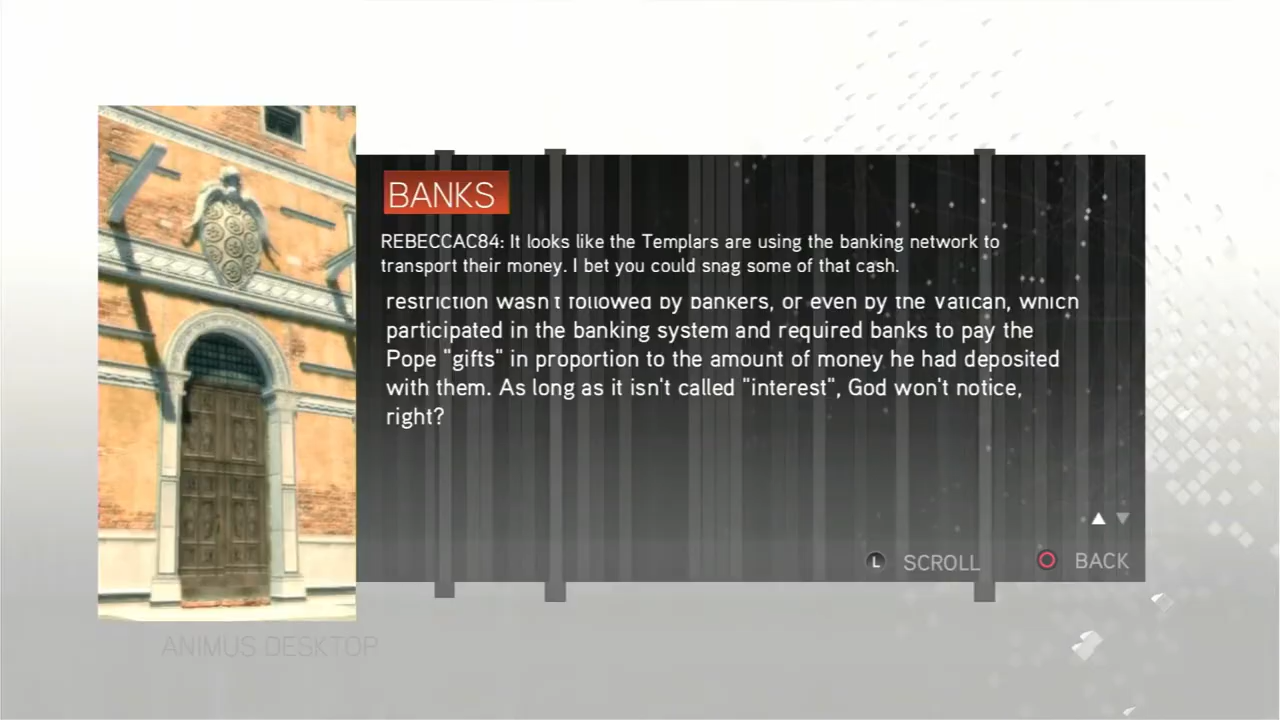 BANKS
REBECCAC84: It looks like the Templars are using the banking network to
transport their money. I bet you could snag some of that cash.
restriction wasn't followed by bankers, or even by the Vatican, which
participated in the banking system and required banks to pay the
Pope "gifts" in proportion to the amount of money he had deposited
with them. As long as it isn't called "interest", God won't notice,
right?
L SCROLL BACK
ANIMUS DESKTOP